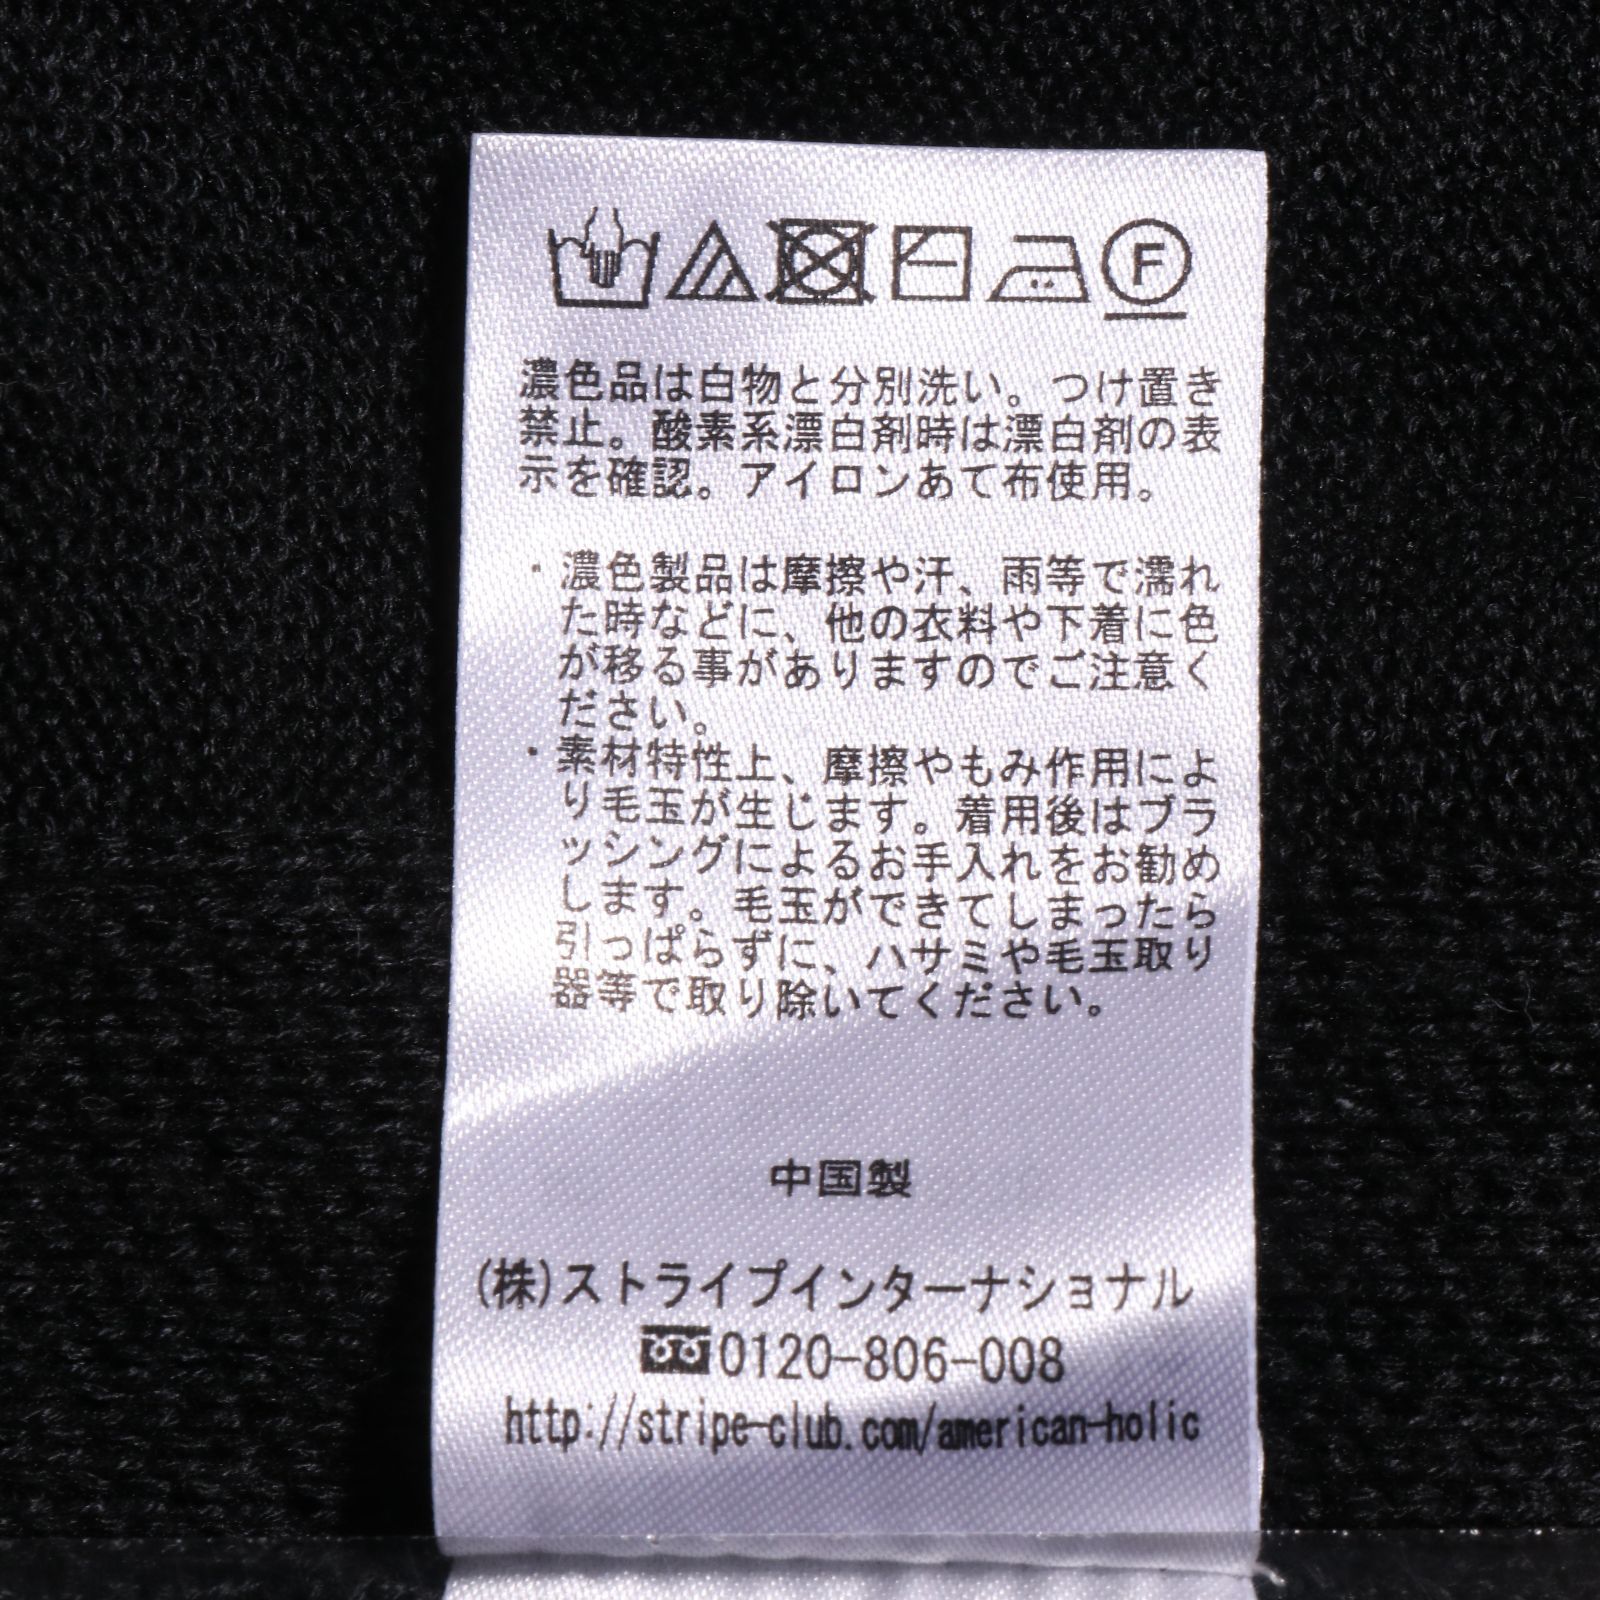 F
濃色品は白物と分別洗い。つけ置き
禁止。酸素系漂白剤時は漂白剤の表
示を確認。アイロンあて布使用。
・濃色製品は摩擦や汗、雨等で濡れ
た時などに、他の衣料や下着に色
が移る事がありますのでご注意く
ださい。
・素材特性上、摩擦やもみ作用によ
り毛玉が生じます。着用後はブラ
ッシングによるお手入れをお勧め
します。毛玉ができてしまったら
引っぱらずに、ハサミや毛玉取り
器等で取り除いてください。
中国製
(株)ストライプインターナショナル
0120-806-008
http://stripe-club.com/american-holic